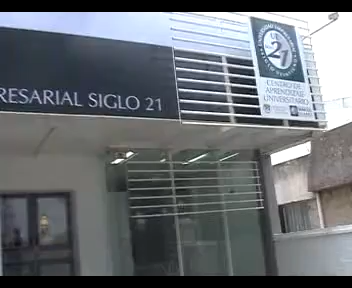 RESARIAL SIGLO 21
21
CENTRO DE
APRENDIZAJE
UNIVERSITARIO